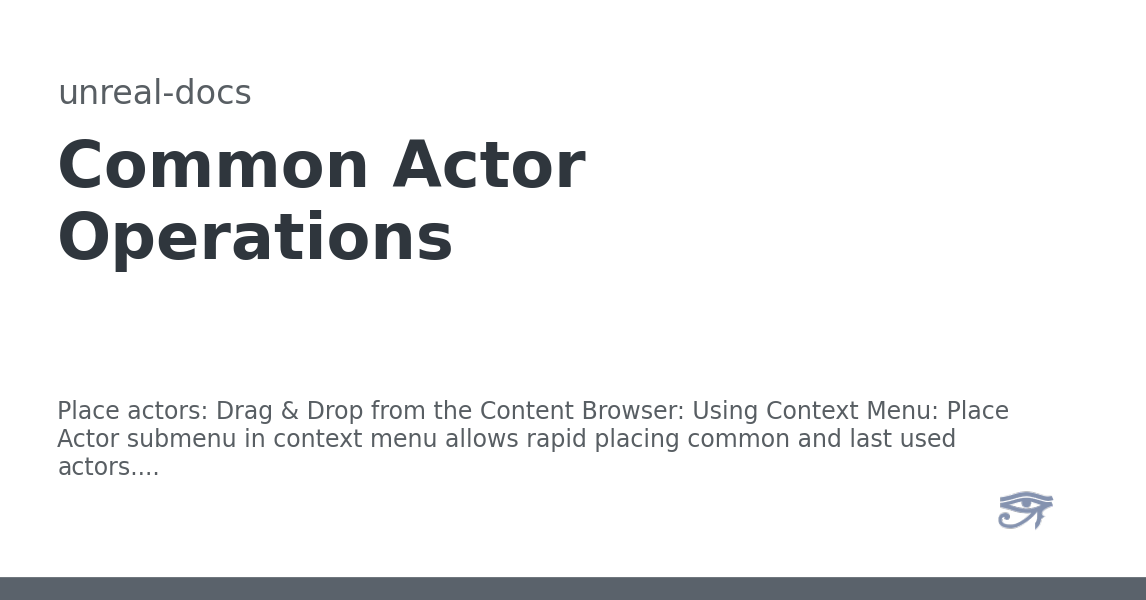 unreal-docs
Common Actor
Operations
Place actors: Drag & Drop from the Content Browser: Using Context Menu: Place
Actor submenu in context menu allows rapid placing common and last used
actors....